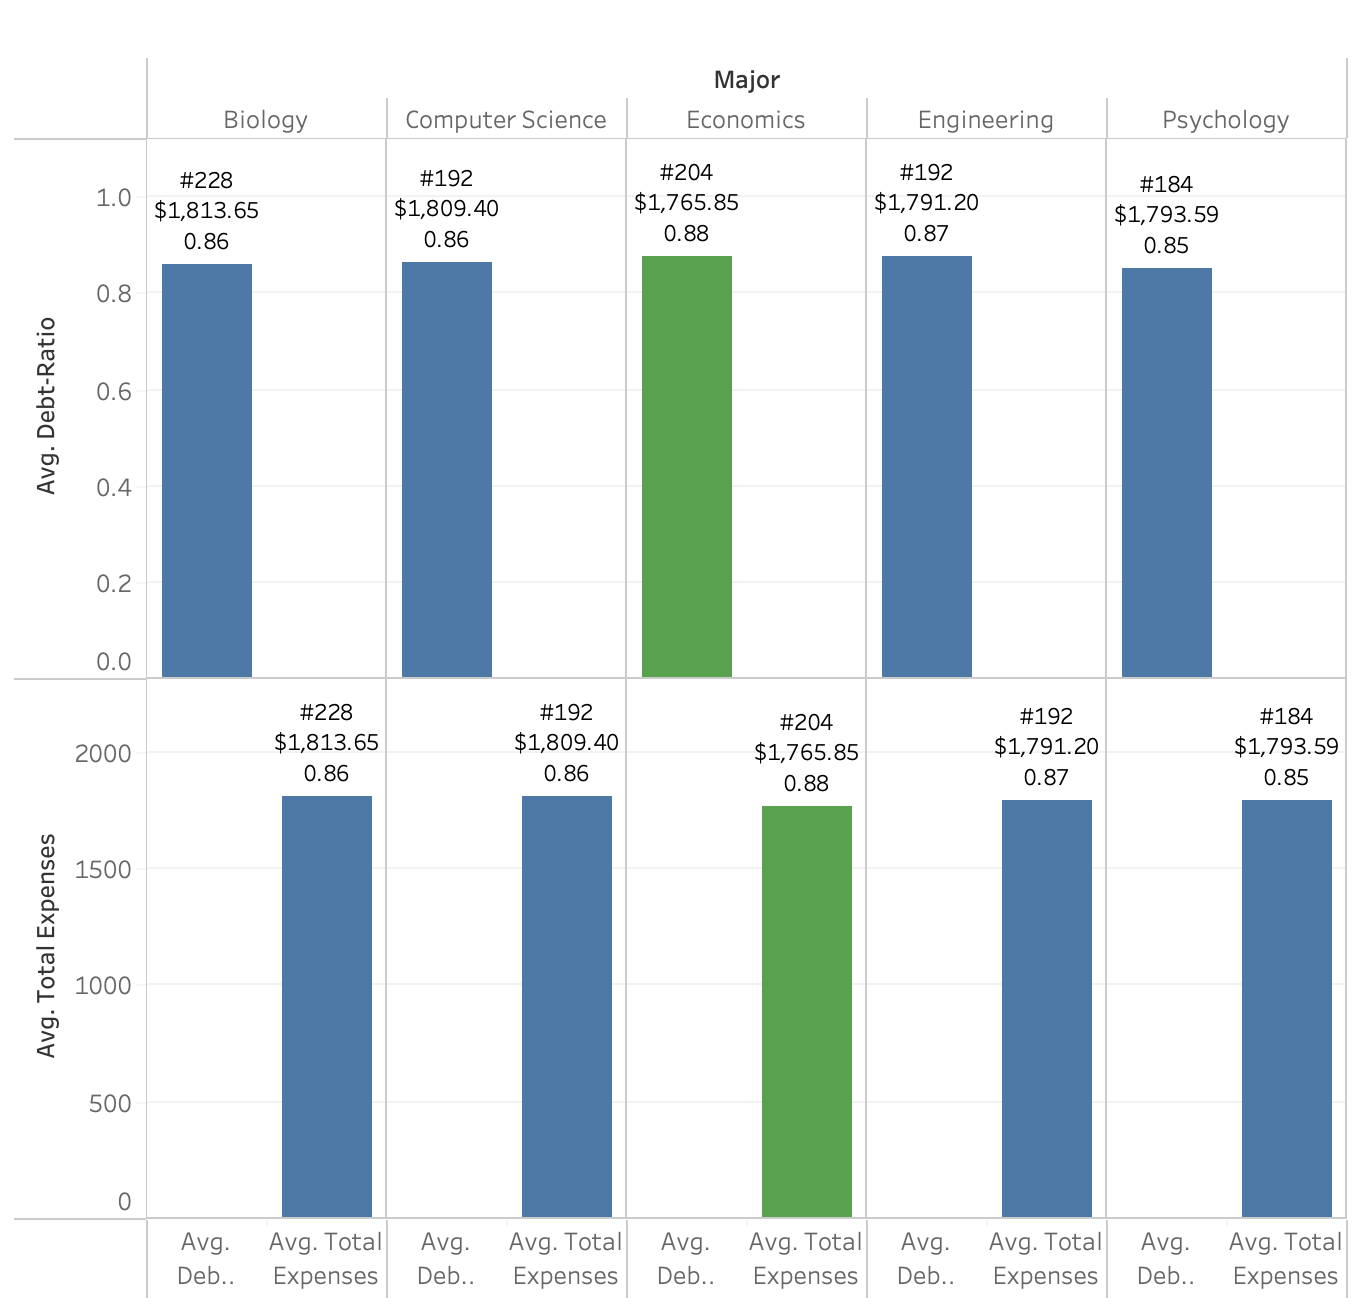 Major
Biology Computer Science Economics Engineering Psychology
Avg. Debt-Ratio
1.0
0.8
0.6
0.4
0.2
0.0
#228
$1,813.65
0.86
#192
$1,809.40
0.86
#204
$1,765.85
0.88
#192
$1,791.20
0.87
#184
$1,793.59
0.85
Avg. Total Expenses
2000
1500
1000
500
0
#228
$1,813.65
0.86
#192
$1,809.40
0.86
#204
$1,765.85
0.88
#192
$1,791.20
0.87
#184
$1,793.59
0.85
Avg.
Deb..
Avg. Total
Expenses
Avg.
Deb..
Avg. Total
Expenses
Avg.
Deb..
Avg. Total
Expenses
Avg.
Deb..
Avg. Total
Expenses
Avg.
Deb..
Avg. Total
Expenses